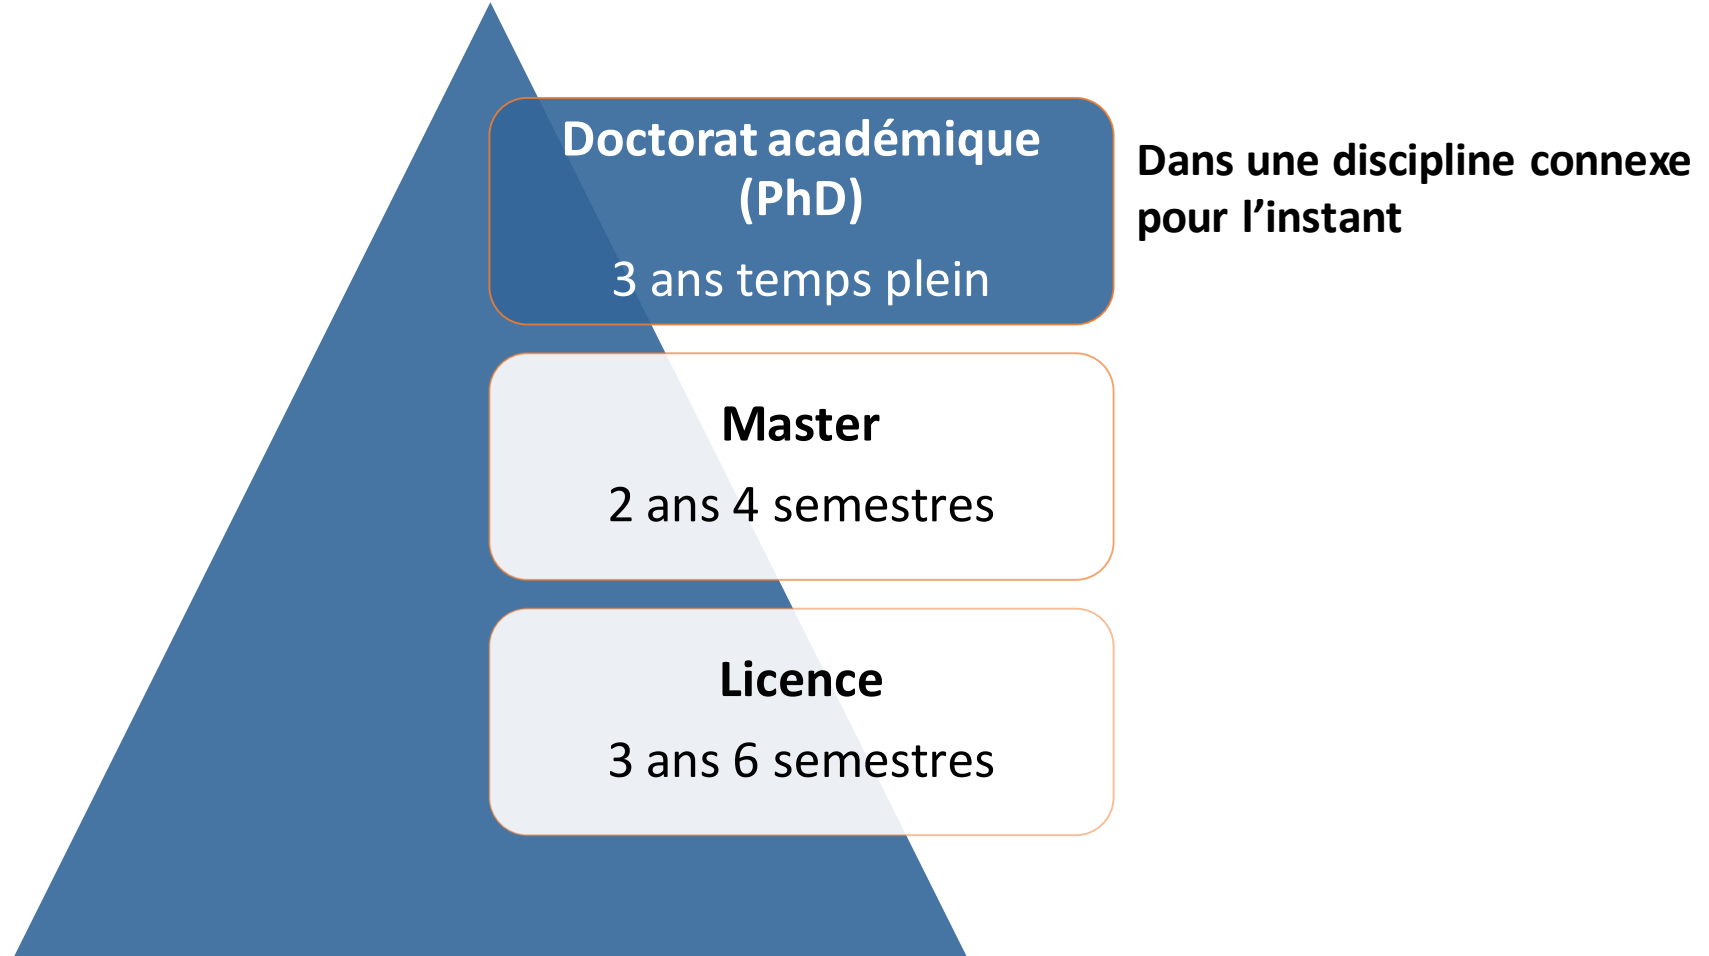 Doctorat académique
(PhD)
3 ans temps plein
Dans une discipline connexe
pour l’instant
Master
2 ans 4 semestres
Licence
3 ans 6 semestres